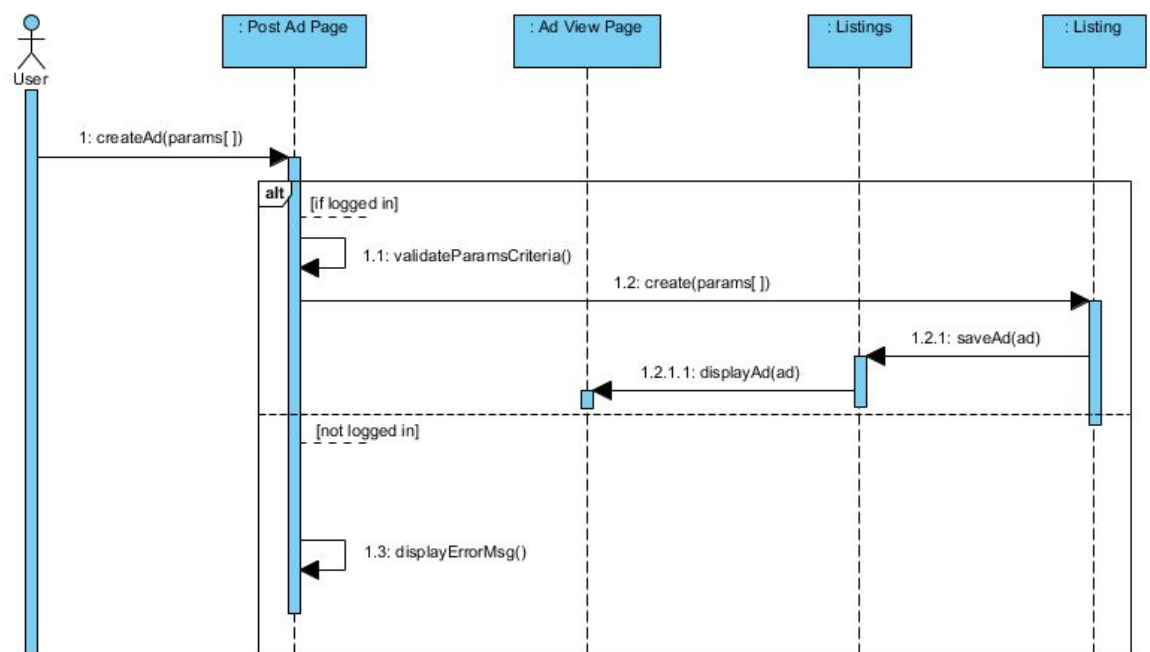 : Post Ad Page
: Ad View Page
: Listings
: Listing
User
1: createAd(params[ ])
alt
[if logged in]
1.1: validateParamsCriteria()
1.2: create(params[ ])
1.2.1: saveAd(ad)
1.2.1.1: displayAd(ad)
[not logged in]
1.3: displayErrorMsg()